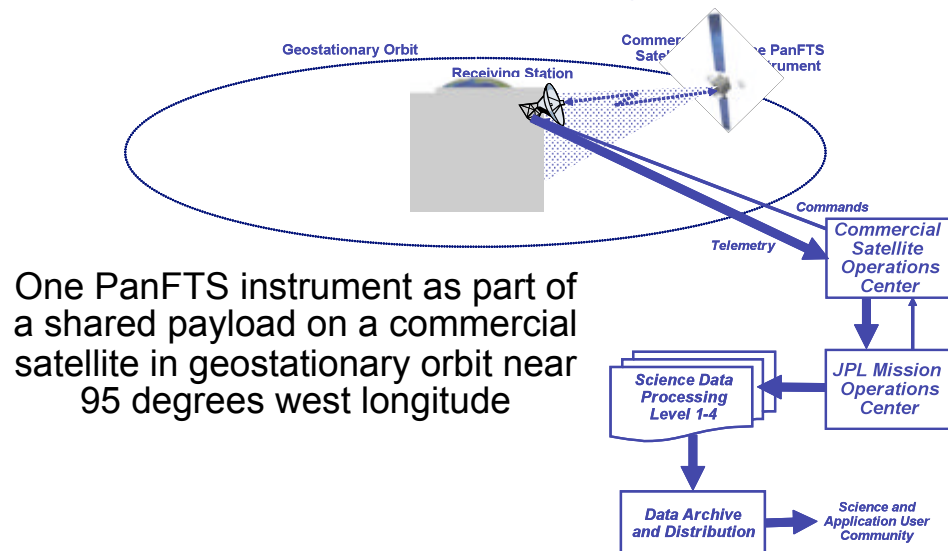 Geostationary Orbit
Receiving Station
Commands
Telemetry
Commercial
Satellite
Operations
Center
One PanFTS instrument as part of
a shared payload on a commercial
satellite in geostationary orbit near
95 degrees west longitude
JPL Mission
Operations
Center
Science Data
Processing
Level 1-4
Data Archive
and Distribution
Science and
Application User
Community
PanFTS